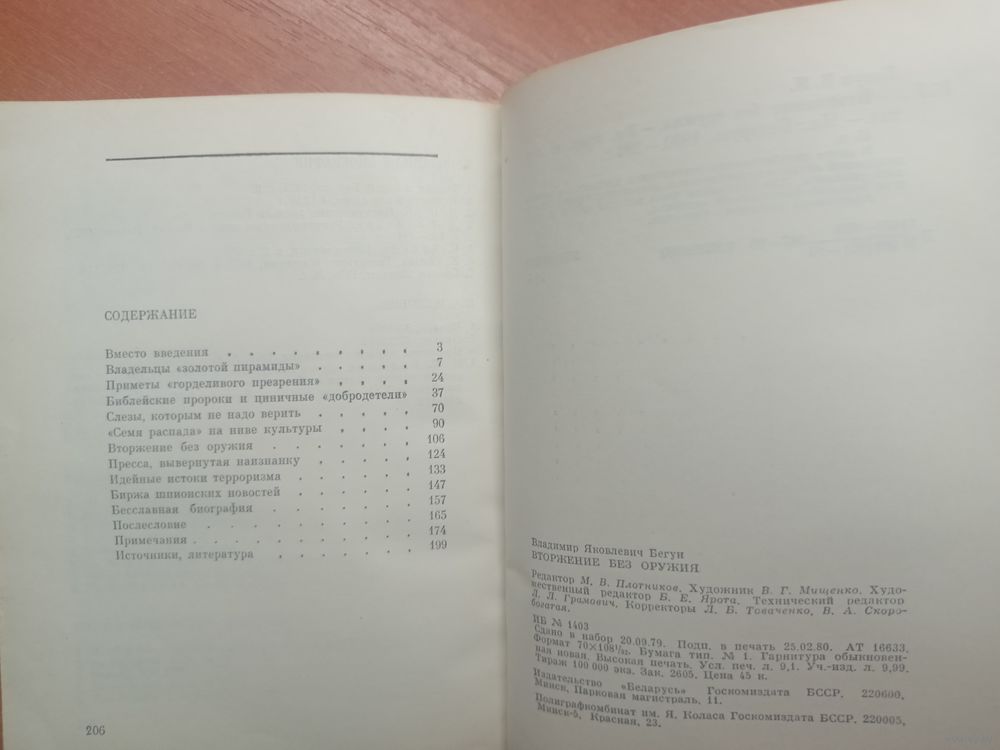 СОДЕРЖАНИЕ
Вместо введения . . . . . . . . . 3
Владельцы «золотой пирамиды» . . . . . 7
Приметы «горделивого презрения» . . . . 24
Библейские пророки и циничные «добродетели» 37
Слезы, которым не надо верить . . . . . 70
«Семя распада» на ниве культуры . . . . 90
Вторжение без оружия . . . . . . . 106
Пресса, вывернутая наизнанку . . . . . 124
Идейные истоки терроризма . . . . . . 133
Биржа шпионских новостей . . . . . . 147
Бесславная биография . . . . . . . 157
Послесловие . . . . . . . . . . 165
Примечания . . . . . . . . . . 174
Источники, литература . . . . . . 199
206
Владимир Яковлевич Бегун
ВТОРЖЕНИЕ БЕЗ ОРУЖИЯ
Редактор М. В. Плотников. Художник В. Г. Мищенко. Худо-
жественный редактор Б. Е. Ярота. Технический редактор
Л. Л. Грамович. Корректоры Л. Б. Товаченко, В. А. Скоро-
богатая.
ИБ № 1403
Сдано в набор 20.09.79. Подп. в печать 25.02.80. АТ 16633.
Формат 70×108¹/₃₂. Бумага тип. № 1. Гарнитура обыкновен-
ная новая. Высокая печать. Усл. печ. л. 9,1. Уч.-изд. л. 9,99.
Тираж 100 000 экз. Зак. 2605. Цена 45 к.
Издательство «Беларусь» Госкомиздата БССР. 220600,
Минск, Парковая магистраль, 11.
Полиграфкомбинат им. Я. Коласа Госкомиздата БССР. 220005,
Минск-5, Красная, 23.